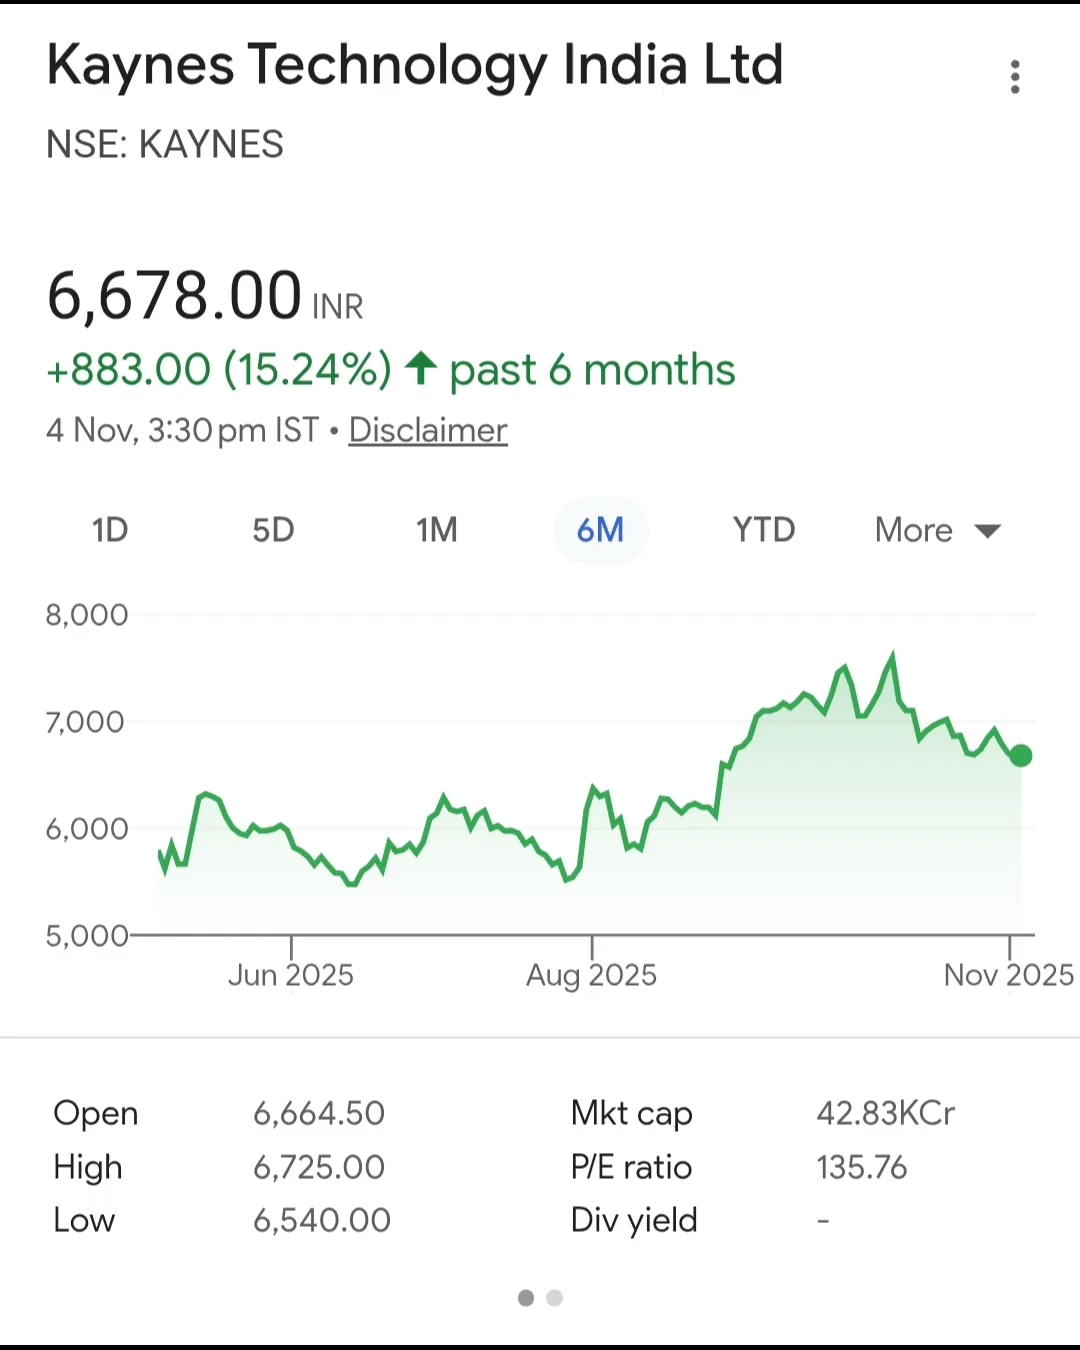 Kaynes Technology India Ltd
NSE: KAYNES
6,678.00 INR
+883.00 (15.24%) ↑ past 6 months
4 Nov, 3:30 pm IST • Disclaimer
1D 5D 1M 6M YTD More
8,000
7,000
6,000
5,000
Jun 2025 Aug 2025 Nov 2025
Open 6,664.50 Mkt cap 42.83KCr
High 6,725.00 P/E ratio 135.76
Low 6,540.00 Div yield -